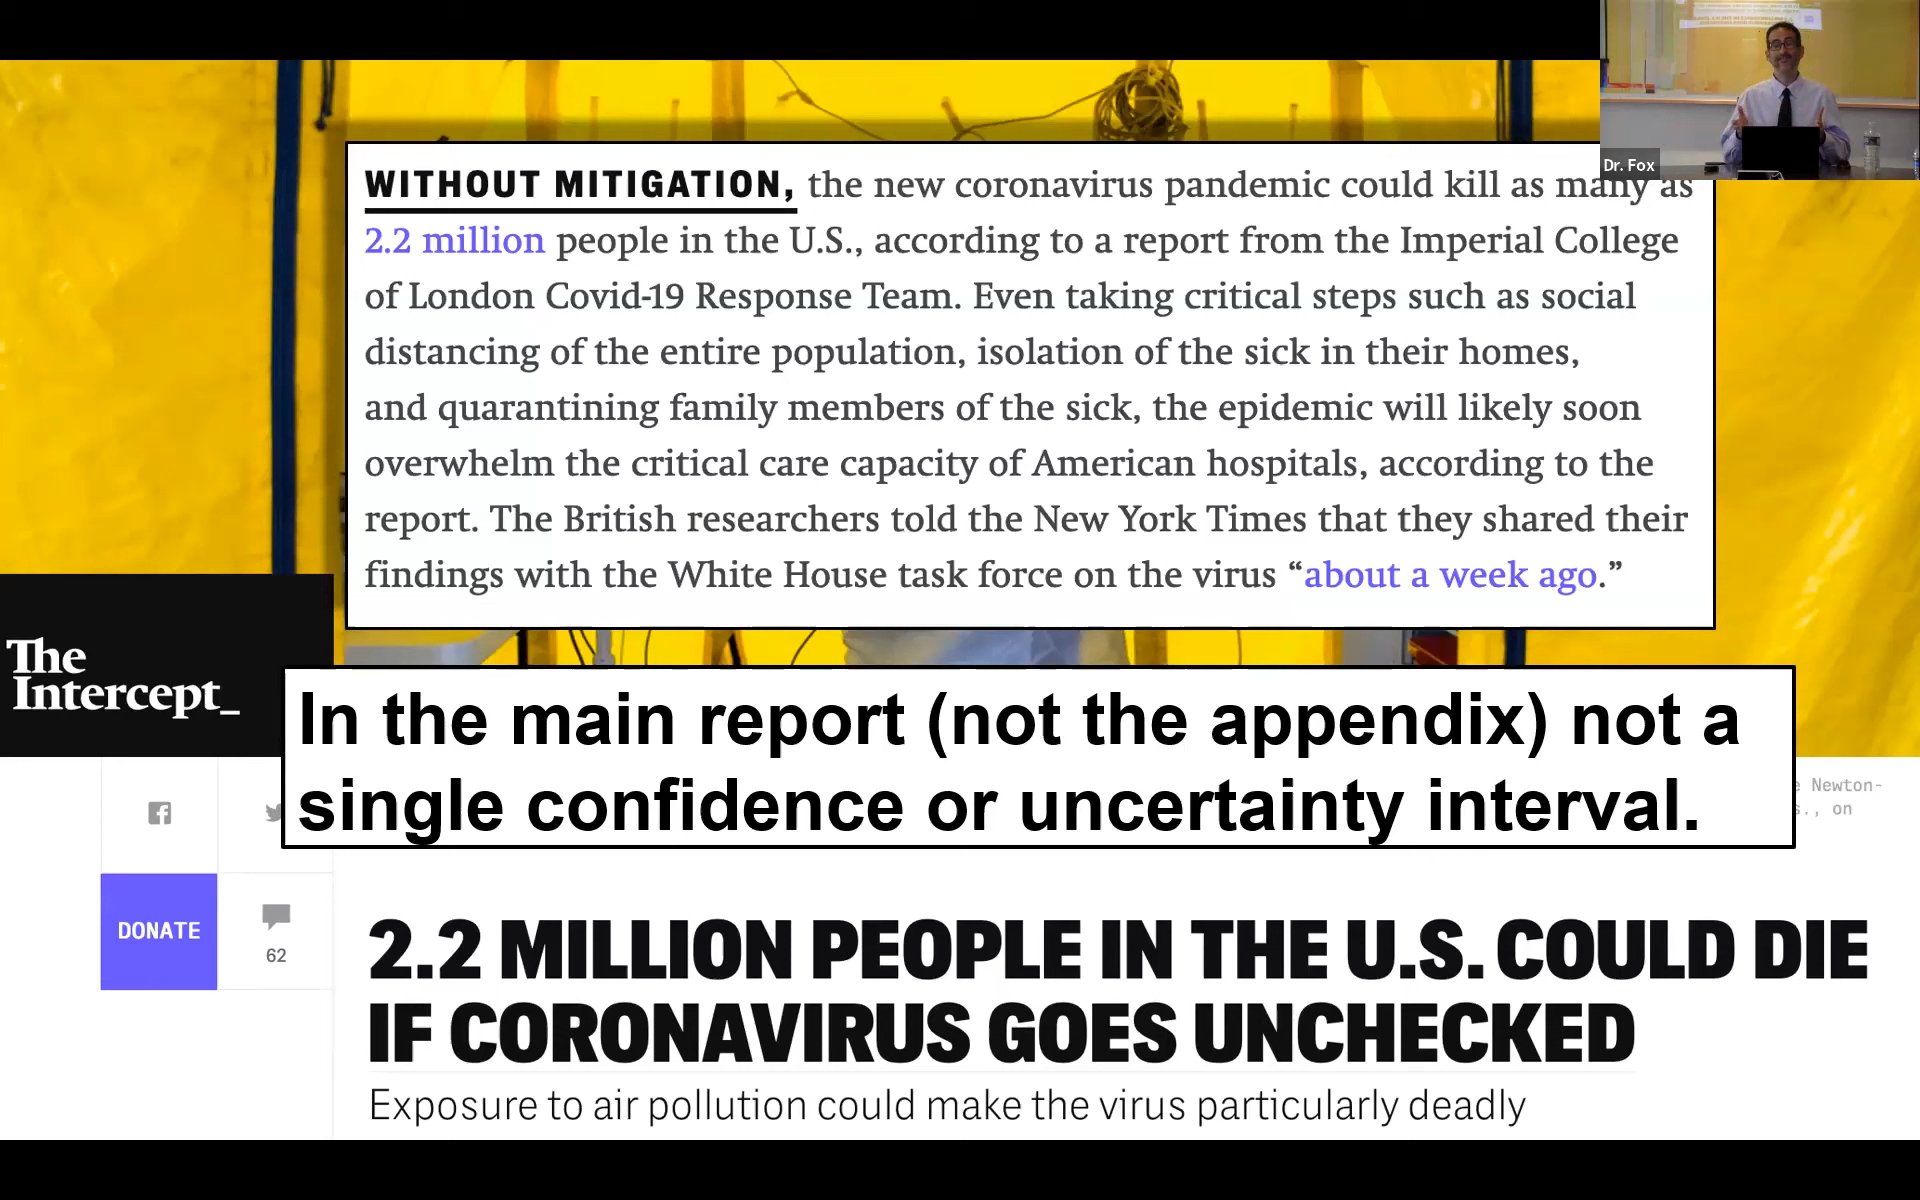 Dr. Fox
WITHOUT MITIGATION, the new coronavirus pandemic could kill as many as
2.2 million people in the U.S., according to a report from the Imperial College
of London Covid-19 Response Team. Even taking critical steps such as social
distancing of the entire population, isolation of the sick in their homes,
and quarantining family members of the sick, the epidemic will likely soon
overwhelm the critical care capacity of American hospitals, according to the
report. The British researchers told the New York Times that they shared their
findings with the White House task force on the virus “about a week ago.”
The
Intercept_
In the main report (not the appendix) not a
single confidence or uncertainty interval.
Newton-
on
DONATE
62
2.2 MILLION PEOPLE IN THE U.S. COULD DIE
IF CORONAVIRUS GOES UNCHECKED
Exposure to air pollution could make the virus particularly deadly